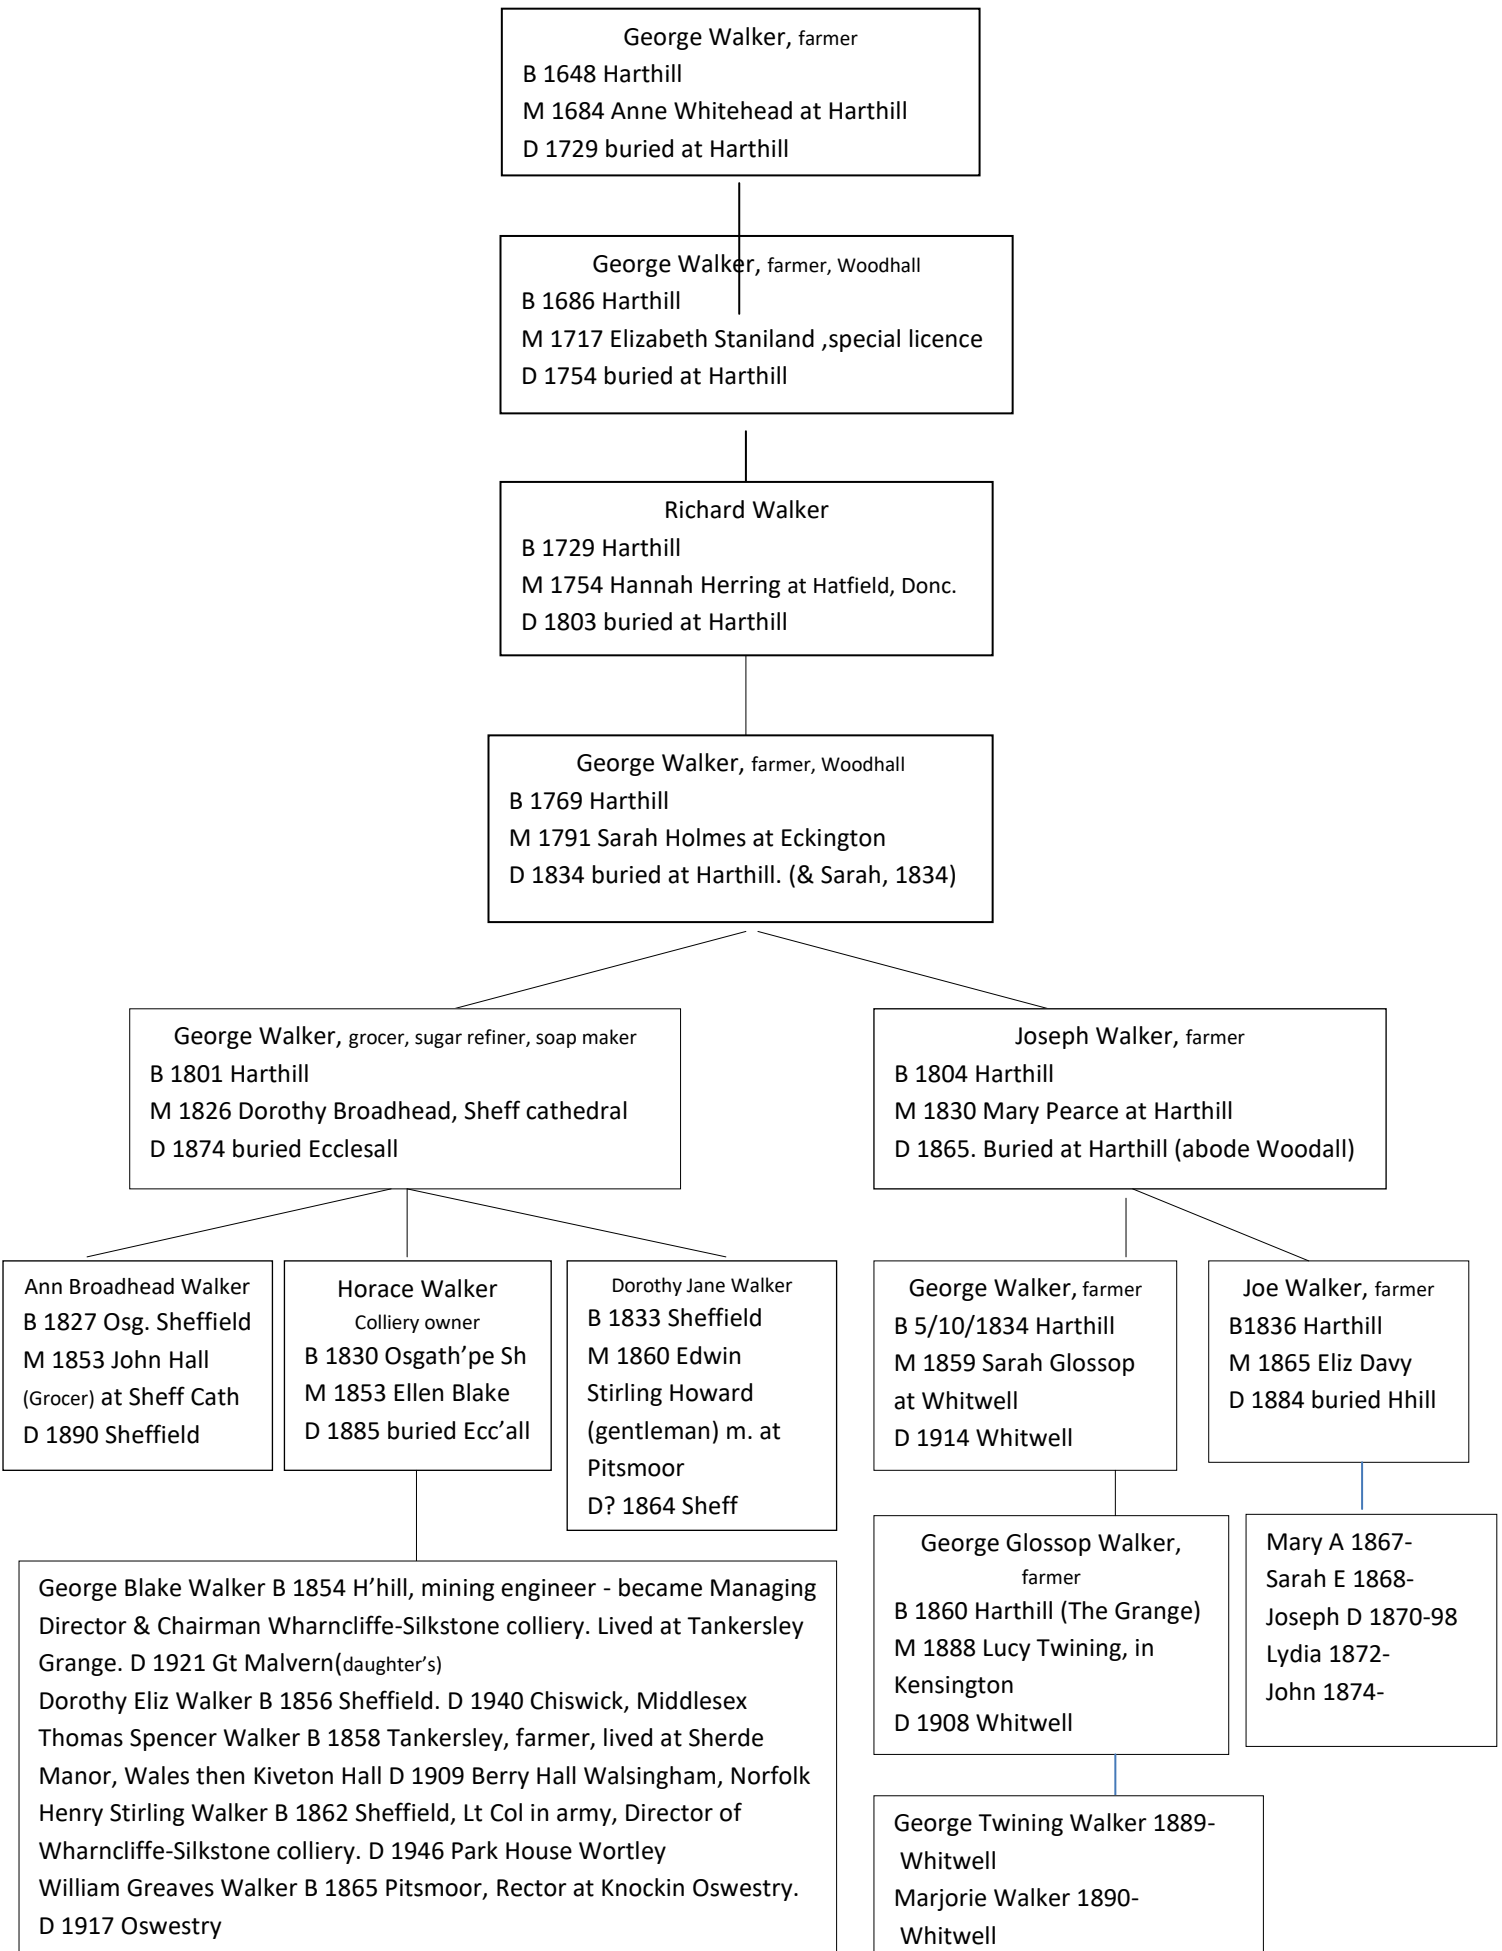 George Walker, farmer
B 1648 Harthill
M 1684 Anne Whitehead at Harthill
D 1729 buried at Harthill
George Walker, farmer, Woodhall
B 1686 Harthill
M 1717 Elizabeth Staniland ,special licence
D 1754 buried at Harthill
Richard Walker
B 1729 Harthill
M 1754 Hannah Herring at Hatfield, Donc.
D 1803 buried at Harthill
George Walker, farmer, Woodhall
B 1769 Harthill
M 1791 Sarah Holmes at Eckington
D 1834 buried at Harthill. (& Sarah, 1834)
George Walker, grocer, sugar refiner, soap maker
B 1801 Harthill
M 1826 Dorothy Broadhead, Sheff cathedral
D 1874 buried Ecclesall
Joseph Walker, farmer
B 1804 Harthill
M 1830 Mary Pearce at Harthill
D 1865. Buried at Harthill (abode Woodall)
Ann Broadhead Walker
B 1827 Osg. Sheffield
M 1853 John Hall
(Grocer) at Sheff Cath
D 1890 Sheffield
Horace Walker
Colliery owner
B 1830 Osgath’pe Sh
M 1853 Ellen Blake
D 1885 buried Ecc’all
Dorothy Jane Walker
B 1833 Sheffield
M 1860 Edwin
Stirling Howard
(gentleman) m. at
Pitsmoor
D? 1864 Sheff
George Walker, farmer
B 5/10/1834 Harthill
M 1859 Sarah Glossop
at Whitwell
D 1914 Whitwell
Joe Walker, farmer
B1836 Harthill
M 1865 Eliz Davy
D 1884 buried Hhill
George Blake Walker B 1854 H’hill, mining engineer - became Managing
Director & Chairman Wharncliffe-Silkstone colliery. Lived at Tankersley
Grange. D 1921 Gt Malvern(daughter’s)
Dorothy Eliz Walker B 1856 Sheffield. D 1940 Chiswick, Middlesex
Thomas Spencer Walker B 1858 Tankersley, farmer, lived at Sherde
Manor, Wales then Kiveton Hall D 1909 Berry Hall Walsingham, Norfolk
Henry Stirling Walker B 1862 Sheffield, Lt Col in army, Director of
Wharncliffe-Silkstone colliery. D 1946 Park House Wortley
William Greaves Walker B 1865 Pitsmoor, Rector at Knockin Oswestry.
D 1917 Oswestry
George Glossop Walker,
farmer
B 1860 Harthill (The Grange)
M 1888 Lucy Twining, in
Kensington
D 1908 Whitwell
Mary A 1867-
Sarah E 1868-
Joseph D 1870-98
Lydia 1872-
John 1874-
George Twining Walker 1889-
Whitwell
Marjorie Walker 1890-
Whitwell